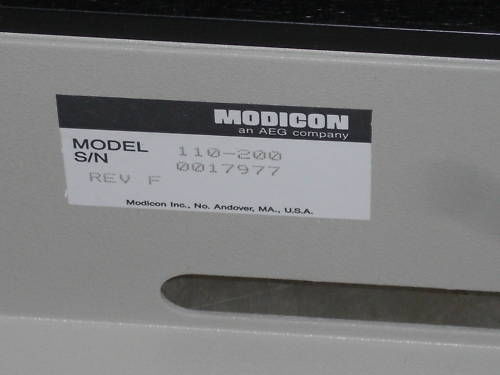 MODICON
an AEG company
MODEL 110-200
S/N 0017977
REV F
Modicon Inc., No. Andover, MA., U.S.A.